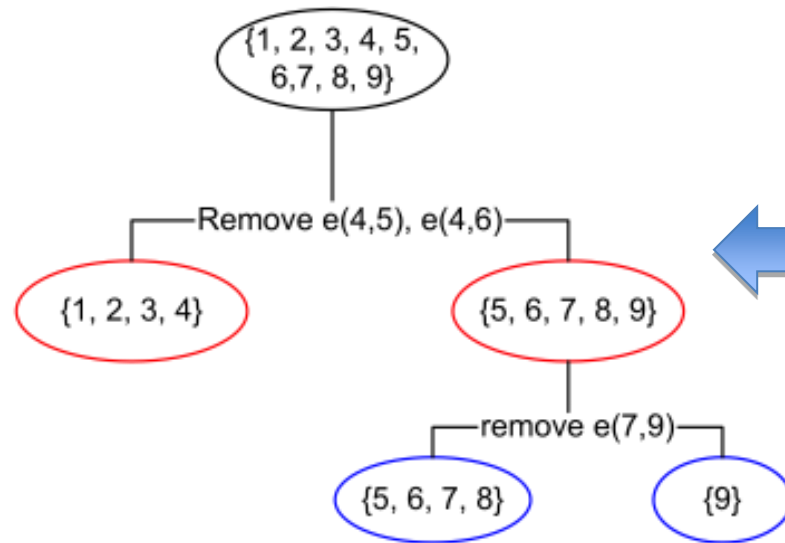 {1, 2, 3, 4, 5,
6,7, 8, 9}
Remove e(4,5), e(4,6)
{1, 2, 3, 4}
{5, 6, 7, 8, 9}
remove e(7,9)
{5, 6, 7, 8}
{9}